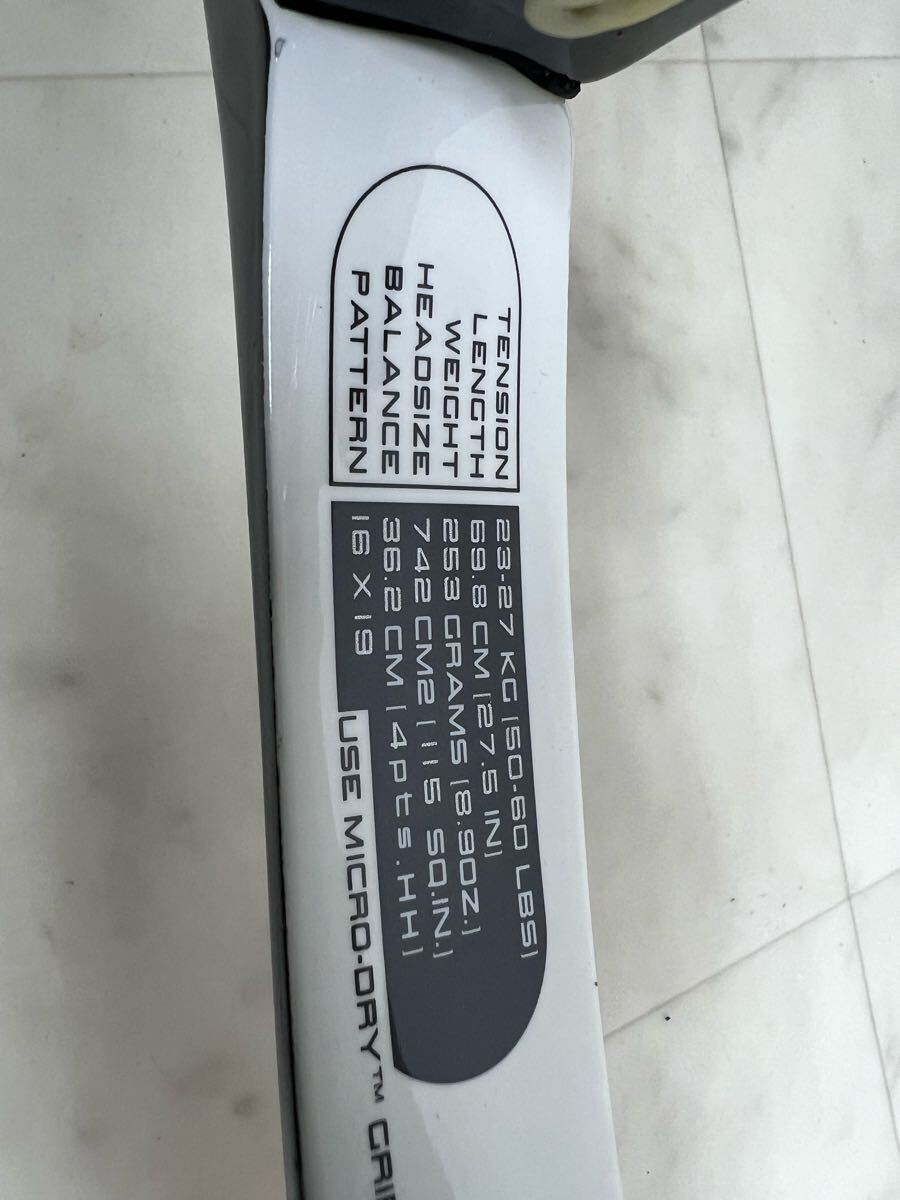 TENSION 23-27 KG [50-60 LBS]
LENGTH 69.8 CM [27.5 IN]
WEIGHT 253 GRAMS [8.9OZ.]
HEADSIZE 742 CM2 [115 SQ.IN.]
BALANCE 36.2 CM [4pts.HH]
PATTERN 16 X 19
USE MICRO-DRY™ GRIP